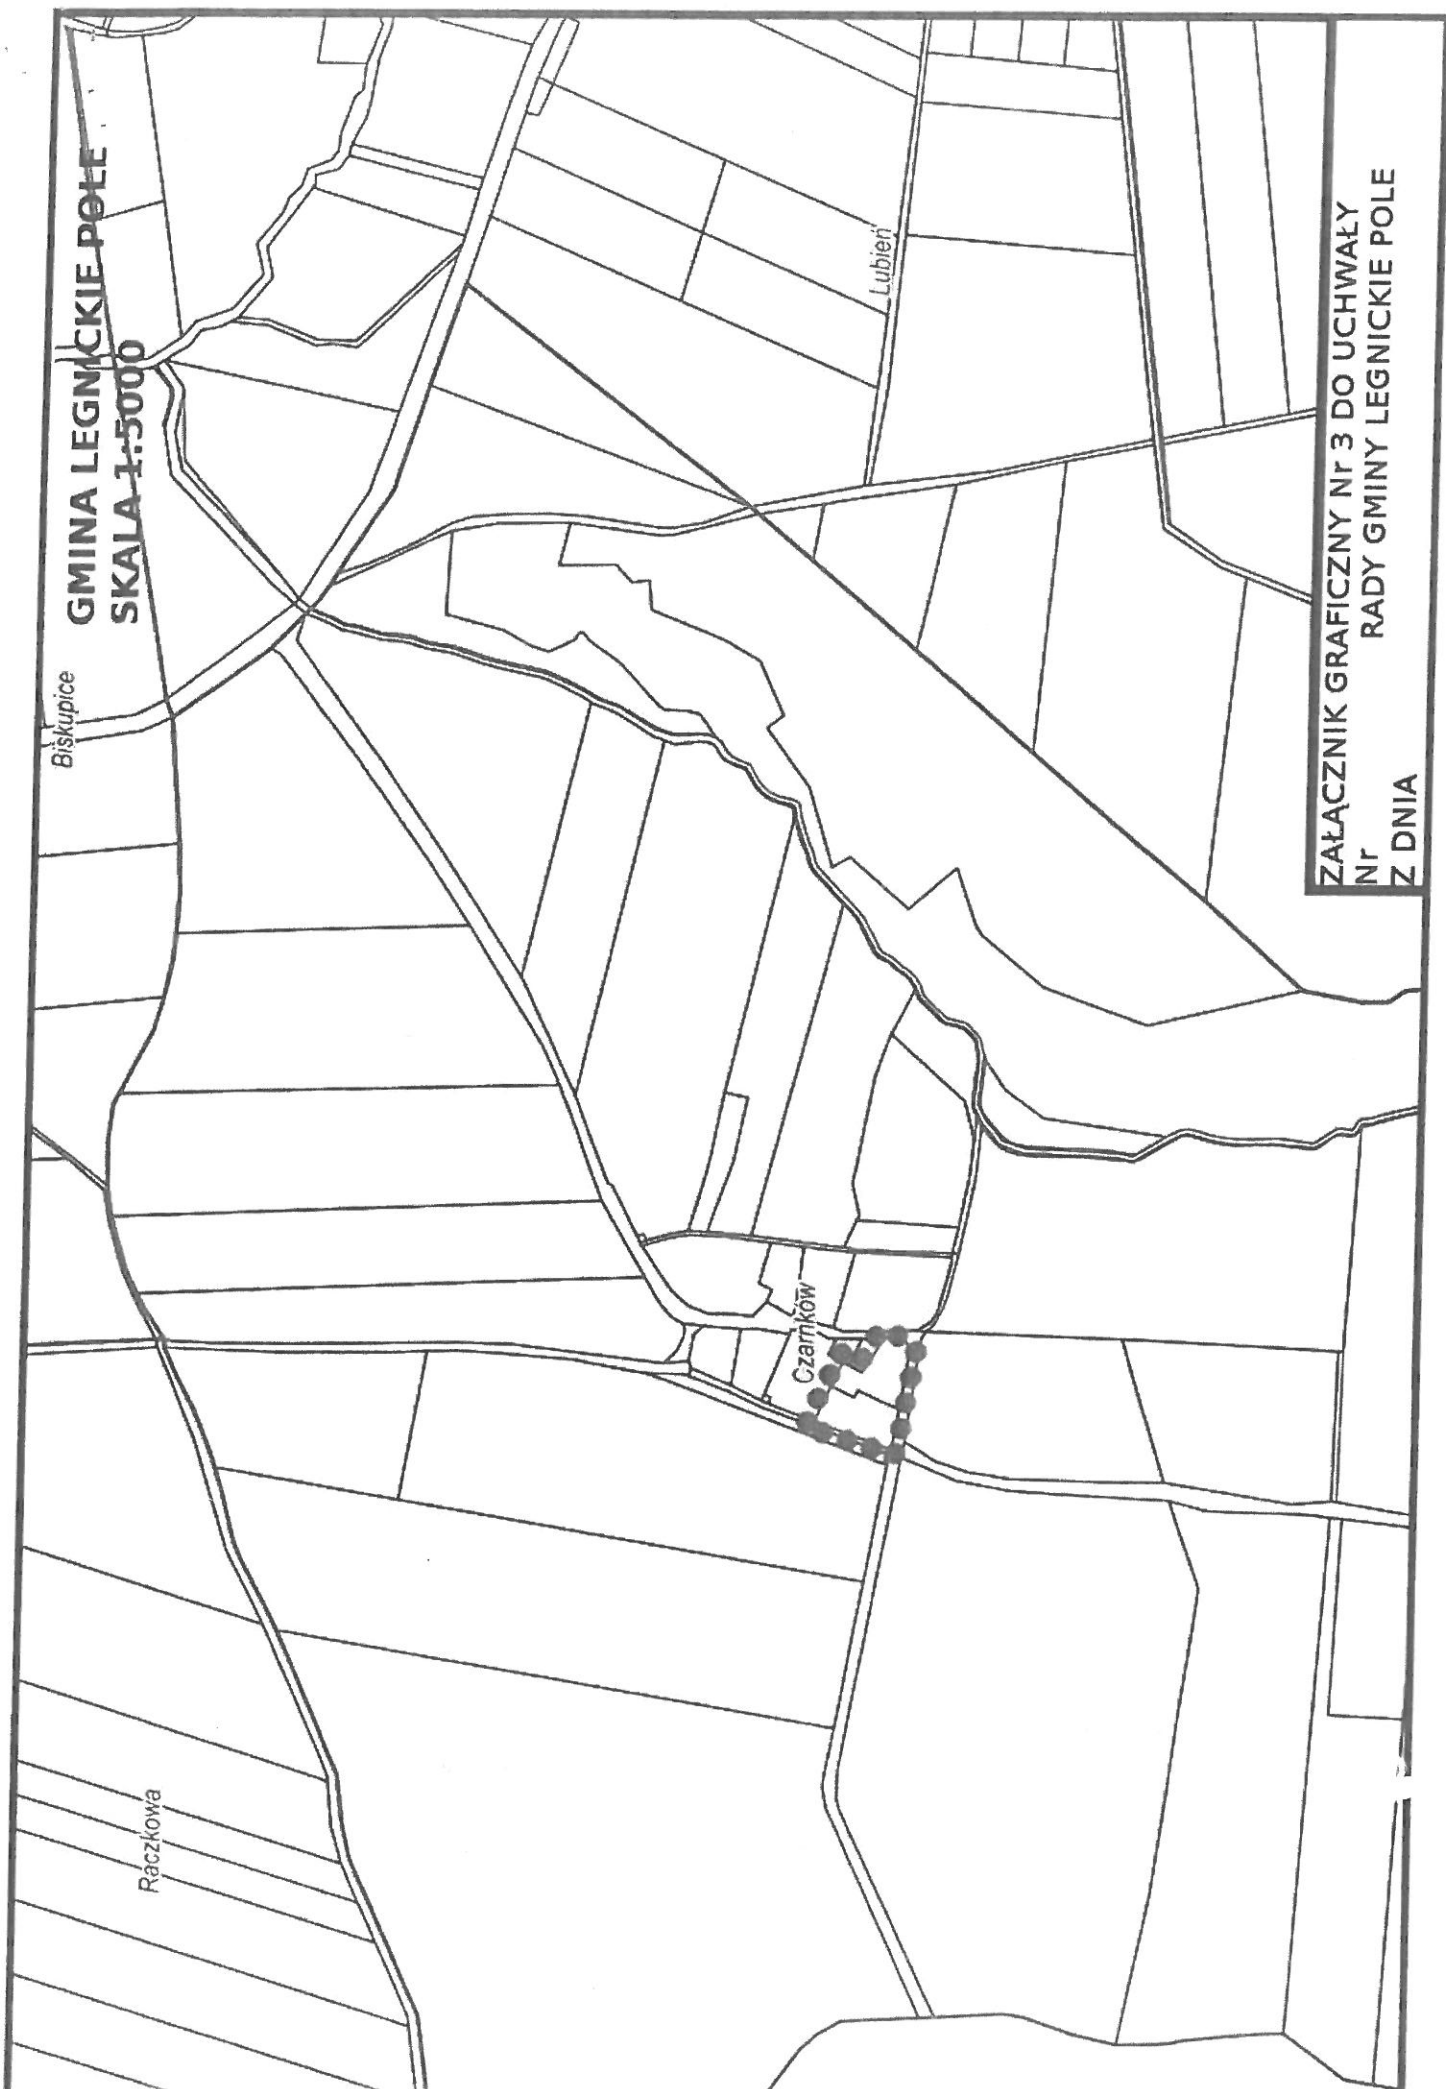 GMINA LEGNICKIE POLE
SKALA 1:5000
Biskupice
Lubień
Czarnków
Raczkowa
ZAŁĄCZNIK GRAFICZNY Nr 3 DO UCHWAŁY
Nr RADY GMINY LEGNICKIE POLE
Z DNIA